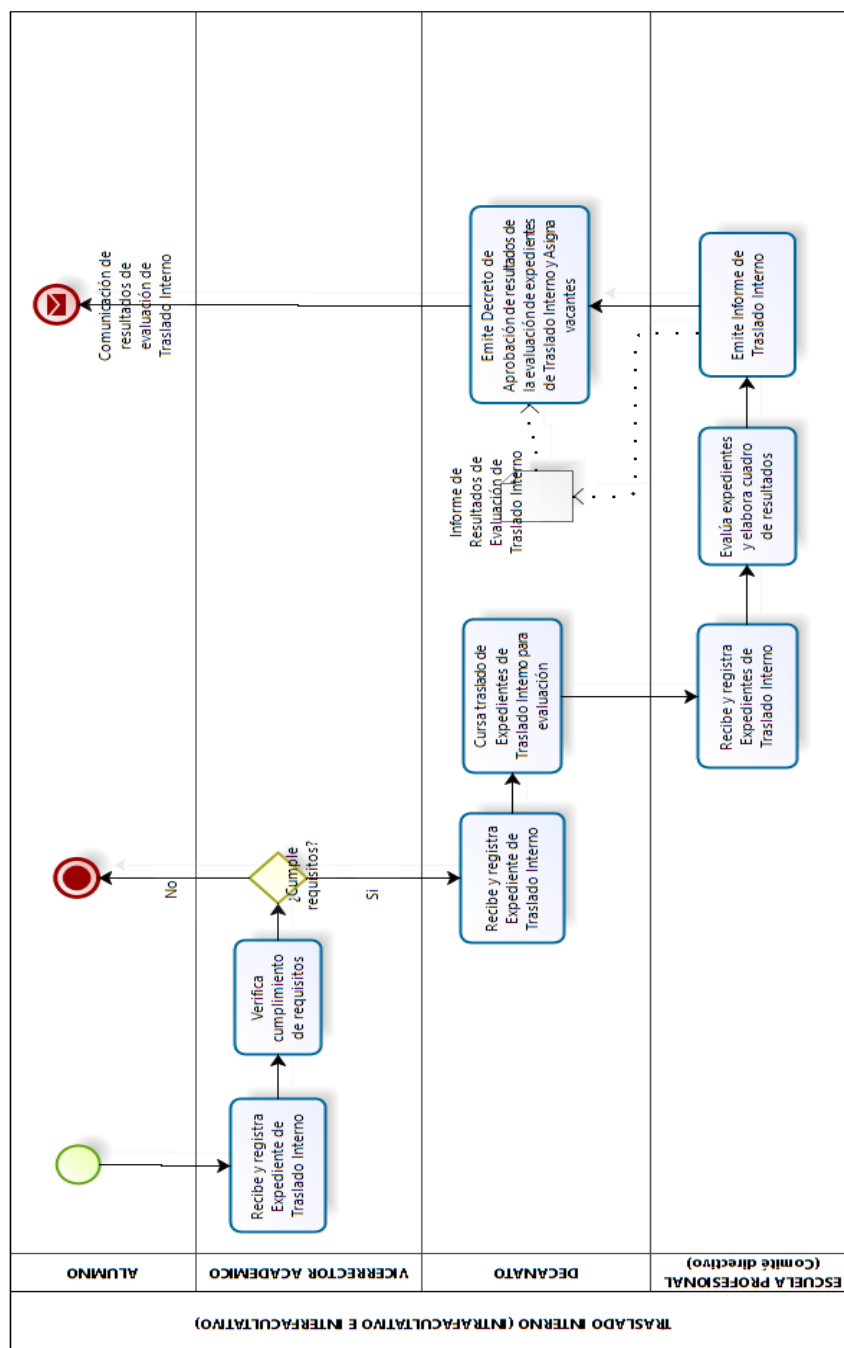 TRASLADO INTERNO (INTRAFACULTATIVO E INTERFACULTATIVO)
ALUMNO
Comunicación de
resultados de
evaluación de
Traslado Interno
No
VICERRECTOR ACADEMICO
Recibe y registra
Expediente de
Traslado Interno
Verifica
cumplimiento
de requisitos
¿Cumple
requisitos?
Si
DECANATO
Recibe y registra
Expediente de
Traslado Interno
Cursa traslado de
Expedientes de
Traslado Interno para
evaluación
Informe de
Resultados de
Evaluación de
Traslado Interno
Emite Decreto de
Aprobación de resultados de
la evaluación de expedientes
de Traslado Interno y Asigna
vacantes
ESCUELA PROFESIONAL
(Comité directivo)
Recibe y registra
Expedientes de
Traslado Interno
Evalúa expedientes
y elabora cuadro
de resultados
Emite Informe de
Traslado Interno